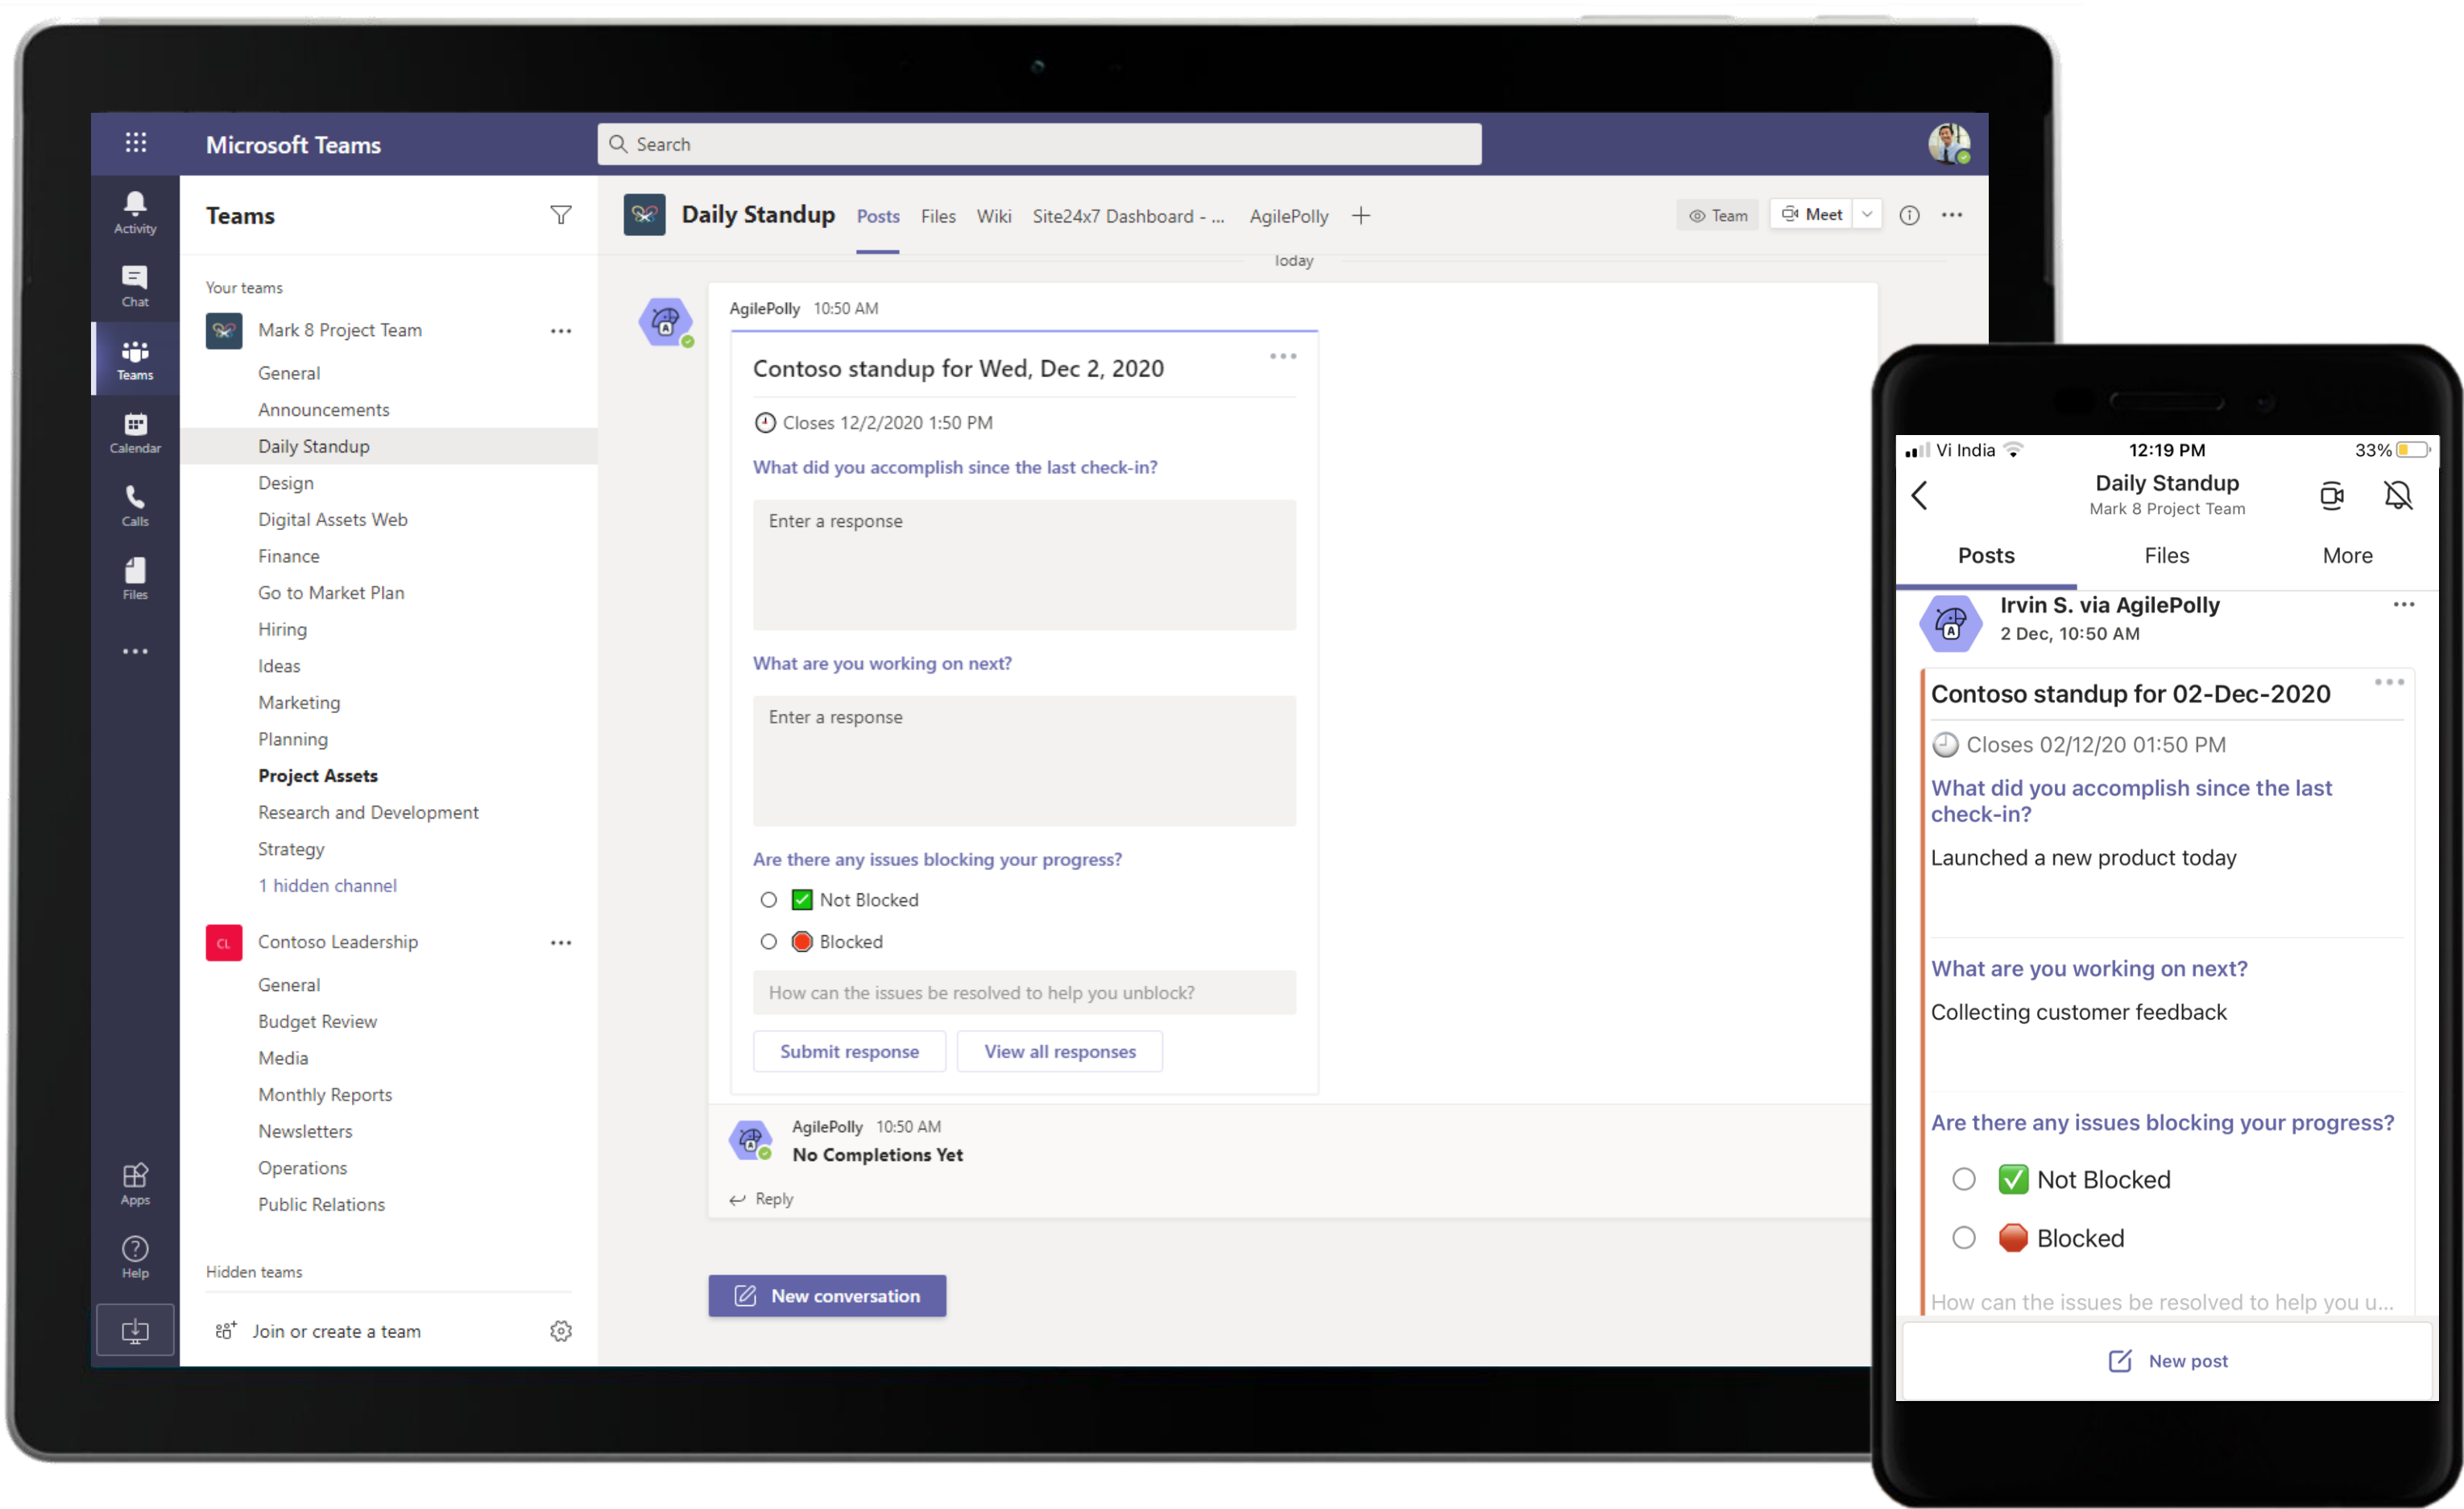 Microsoft Teams
Search
Activity
Chat
Teams
Calendar
Calls
Files
Apps
Help
Teams
Your teams
Mark 8 Project Team
General
Announcements
Daily Standup
Design
Digital Assets Web
Finance
Go to Market Plan
Hiring
Ideas
Marketing
Planning
Project Assets
Research and Development
Strategy
1 hidden channel
CL
Contoso Leadership
General
Budget Review
Media
Monthly Reports
Newsletters
Operations
Public Relations
Hidden teams
Join or create a team
Daily Standup Posts Files Wiki Site24x7 Dashboard - ... AgilePolly
Team Meet
Today
AgilePolly 10:50 AM
Contoso standup for Wed, Dec 2, 2020
Closes 12/2/2020 1:50 PM
What did you accomplish since the last check-in?
Enter a response
What are you working on next?
Enter a response
Are there any issues blocking your progress?
Not Blocked
Blocked
How can the issues be resolved to help you unblock?
Submit response View all responses
AgilePolly 10:50 AM
No Completions Yet
Reply
New conversation
Vi India 12:19 PM 33%
Daily Standup
Mark 8 Project Team
Posts Files More
A
Irvin S. via AgilePolly
2 Dec, 10:50 AM
Contoso standup for 02-Dec-2020
Closes 02/12/20 01:50 PM
What did you accomplish since the last
check-in?
Launched a new product today
What are you working on next?
Collecting customer feedback
Are there any issues blocking your progress?
Not Blocked
Blocked
How can the issues be resolved to help you u...
New post